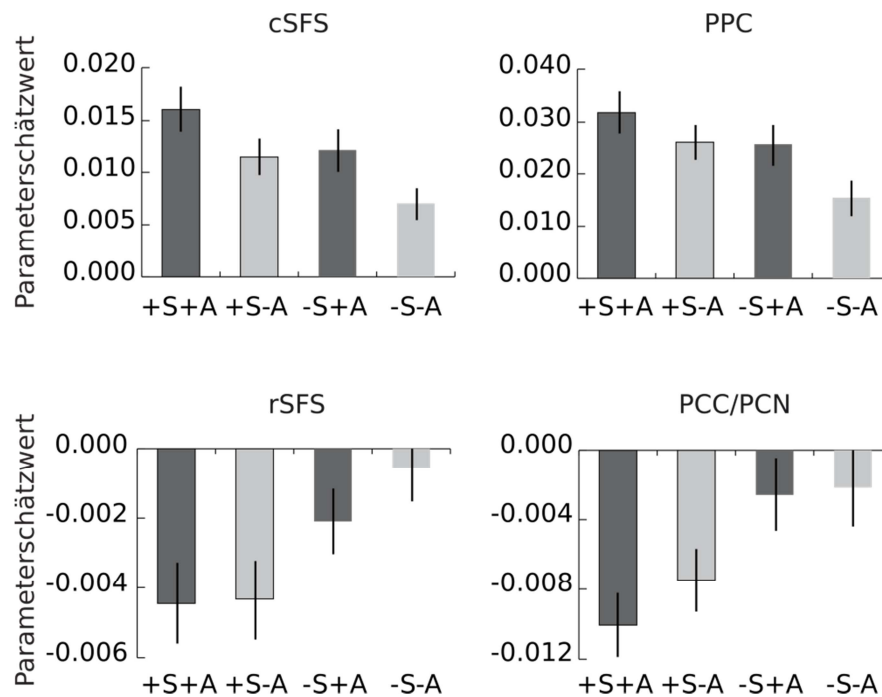 cSFS
PPC
Parameterschätzwert
0.020
0.015
0.010
0.005
0.000
+S+A +S-A -S+A -S-A
0.040
0.030
0.020
0.010
0.000
+S+A +S-A -S+A -S-A
rSFS
PCC/PCN
Parameterschätzwert
0.000
-0.002
-0.004
-0.006
+S+A +S-A -S+A -S-A
0.000
-0.004
-0.008
-0.012
+S+A +S-A -S+A -S-A